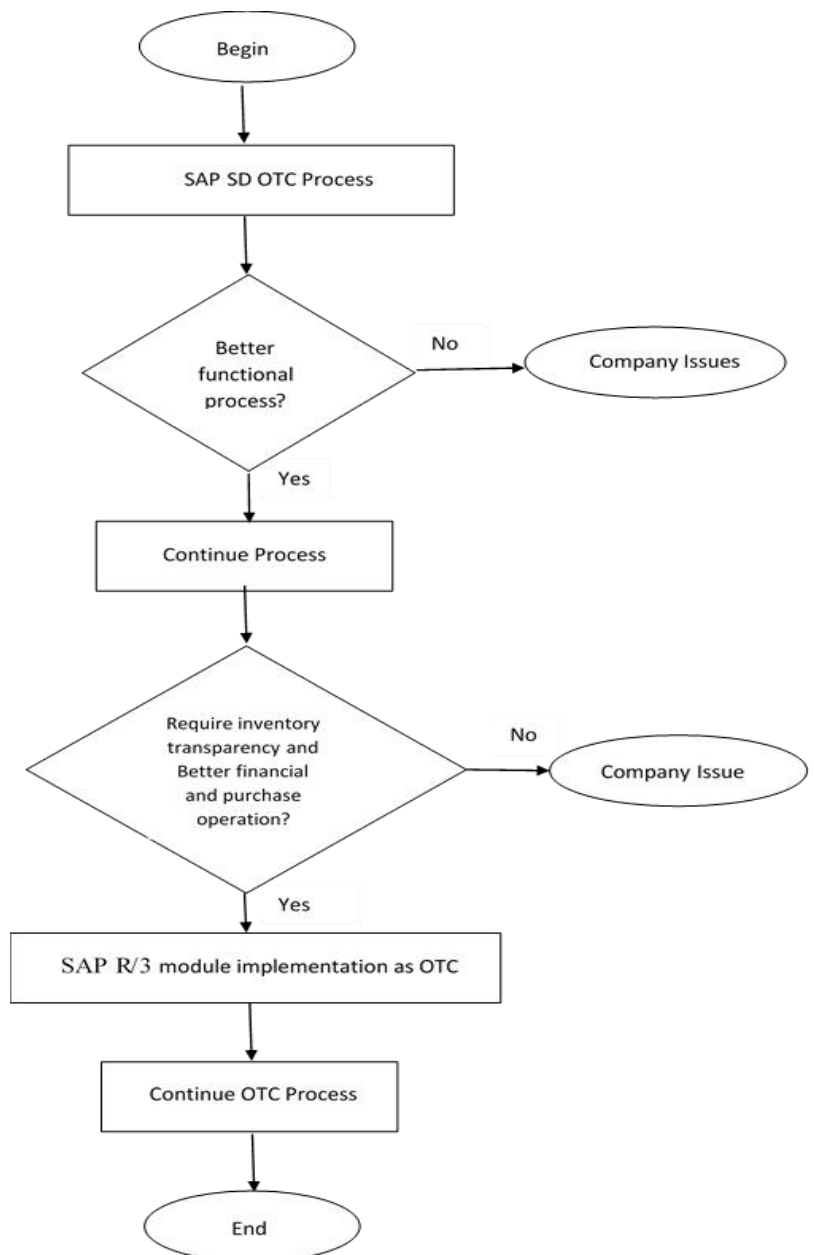 Begin
SAP SD OTC Process
Better
functional
process?
No
Company Issues
Yes
Continue Process
Require inventory
transparency and
Better financial
and purchase
operation?
No
Company Issue
Yes
SAP R/3 module implementation as OTC
Continue OTC Process
End